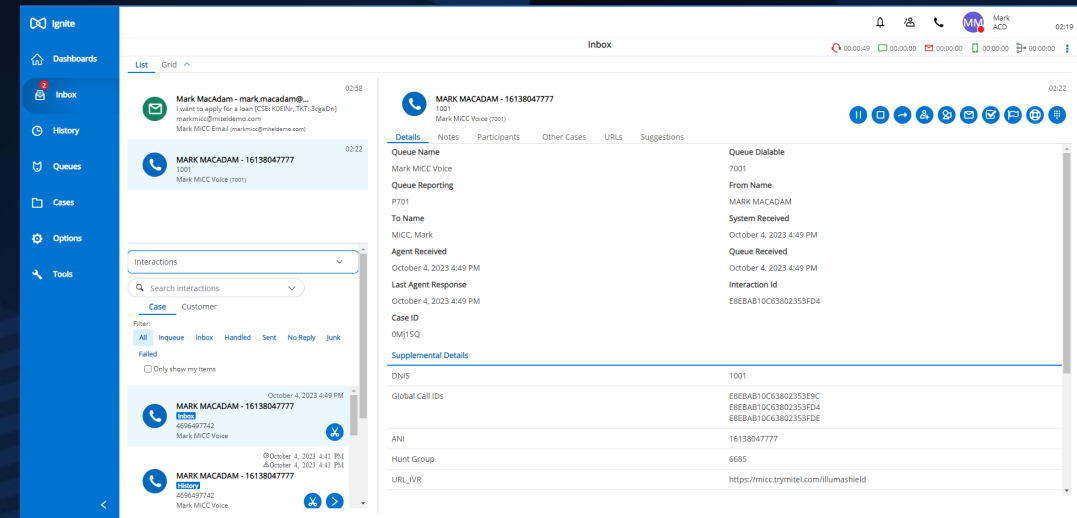 Ignite
Dashboards
2
Inbox
History
Queues
Cases
Options
Tools
MM
Mark
ACD
02:19
Inbox
00:00:49
00:00:00
00:00:00
00:00:00
00:00:00
List
Grid
02:58
Mark MacAdam - mark.macadam@...
I want to apply for a loan [CSE: K0EINr, TKT: 3cgaOn]
markmicc@miteldemo.com
Mark MiCC Email (markmicc@miteldemo.com)
02:22
MARK MACADAM - 16138047777
1001
Mark MiCC Voice (7001)
Interactions
Search interactions
Case
Customer
Filter:
All
Inqueue
Inbox
Handled
Sent
No Reply
Junk
Failed
Only show my items
October 4, 2023 4:49 PM
MARK MACADAM - 16138047777
Inbox
4696497742
Mark MiCC Voice
October 4, 2023 4:41 PM
October 4, 2023 4:43 PM
MARK MACADAM - 16138047777
History
4696497742
Mark MiCC Voice
02:22
MARK MACADAM - 16138047777
1001
Mark MiCC Voice (7001)
Details
Notes
Participants
Other Cases
URLs
Suggestions
Queue Name
Queue Dialable
Mark MiCC Voice
7001
Queue Reporting
From Name
P701
MARK MACADAM
To Name
System Received
MiCC, Mark
October 4, 2023 4:49 PM
Agent Received
Queue Received
October 4, 2023 4:49 PM
October 4, 2023 4:49 PM
Last Agent Response
Interaction Id
October 4, 2023 4:49 PM
E8EBAB10C63802353FD4
Case ID
0Mj1SQ
Supplemental Details
DNIS
1001
Global Call IDs
E8EBAB10C63802353E9C
E8EBAB10C63802353FD4
E8EBAB10C63802353FDE
ANI
16138047777
Hunt Group
6685
URL_IVR
https://micc.trymitel.com/illumashield